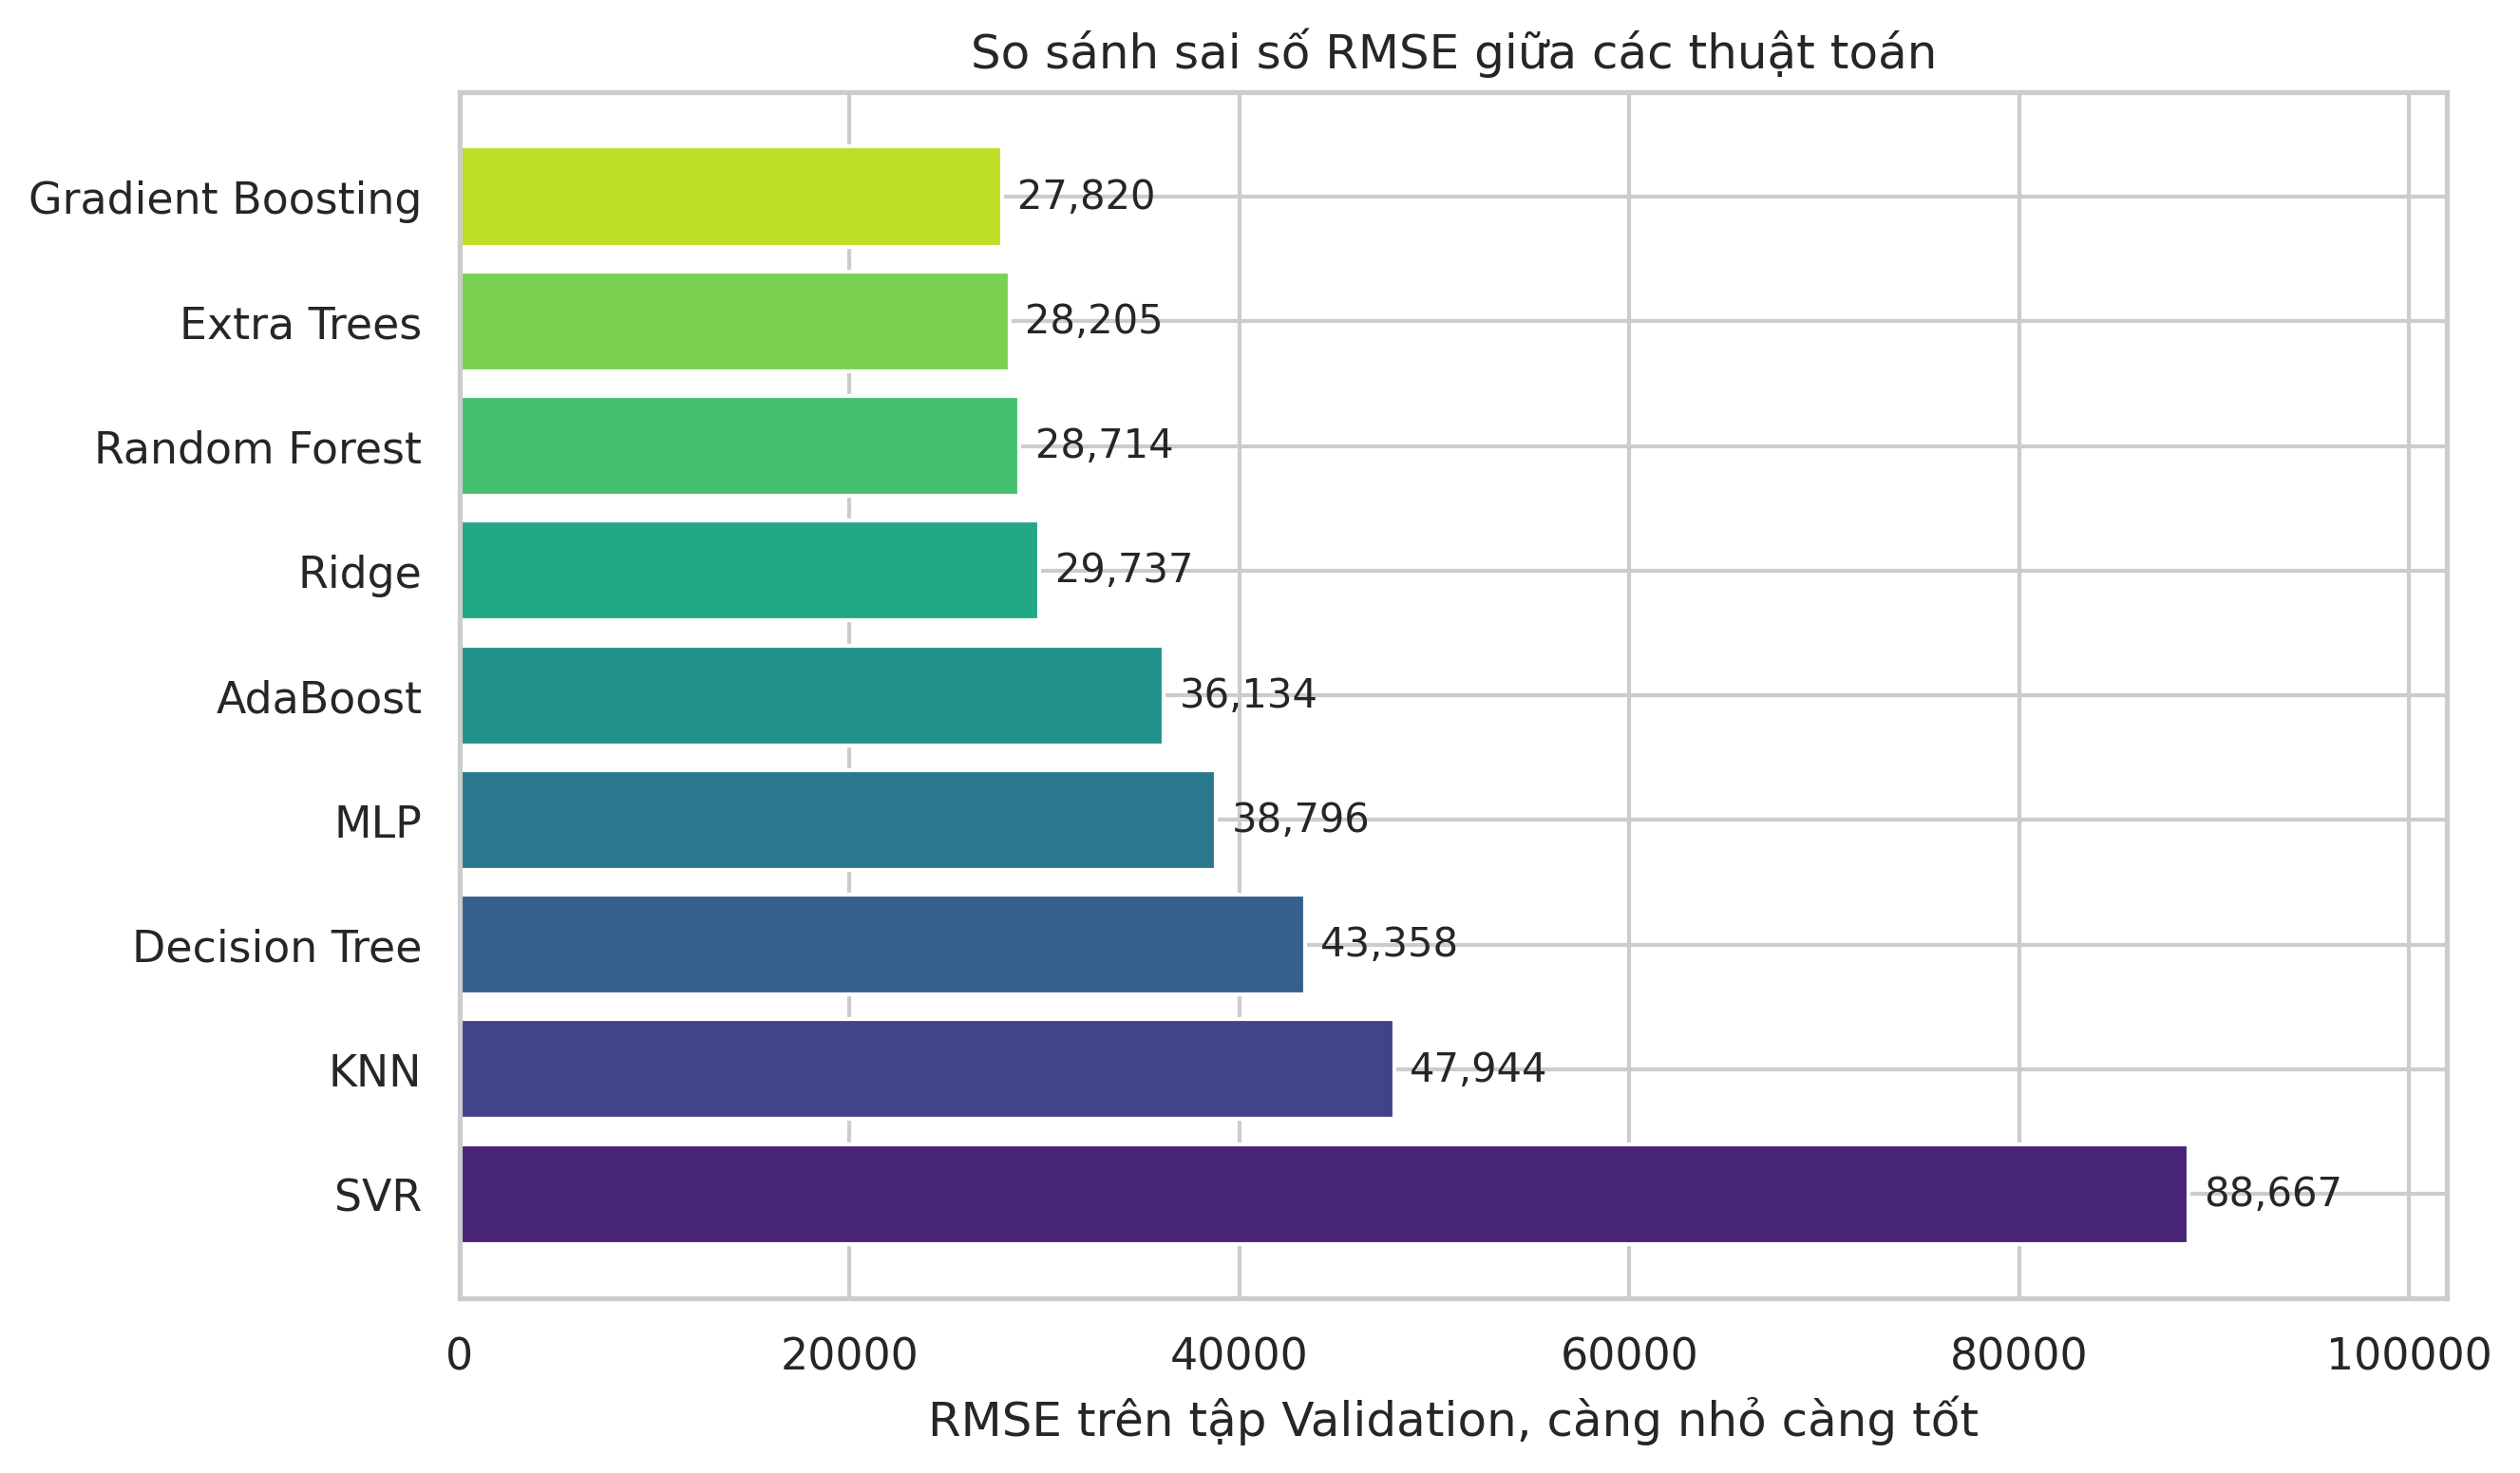 So sánh sai số RMSE giữa các thuật toán
Gradient Boosting 27,820
Extra Trees 28,205
Random Forest 28,714
Ridge 29,737
AdaBoost 36,134
MLP 38,796
Decision Tree 43,358
KNN 47,944
SVR 88,667
0 20000 40000 60000 80000 100000
RMSE trên tập Validation, càng nhỏ càng tốt